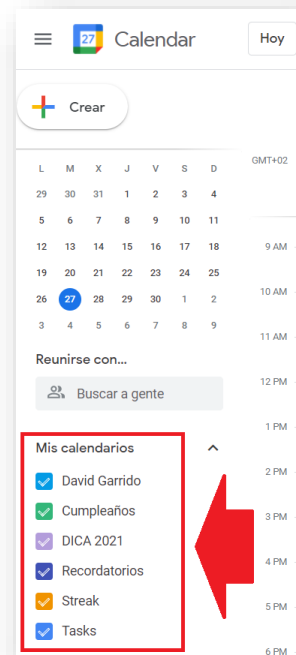 27 Calendar Hoy
Crear
L M X J V S D
29 30 31 1 2 3 4
5 6 7 8 9 10 11
12 13 14 15 16 17 18
19 20 21 22 23 24 25
26 27 28 29 30 1 2
3 4 5 6 7 8 9
Reunirse con...
Buscar a gente
Mis calendarios
David Garrido
Cumpleaños
DICA 2021
Recordatorios
Streak
Tasks
GMT+02
9 AM
10 AM
11 AM
12 PM
1 PM
2 PM
3 PM
4 PM
5 PM
6 PM